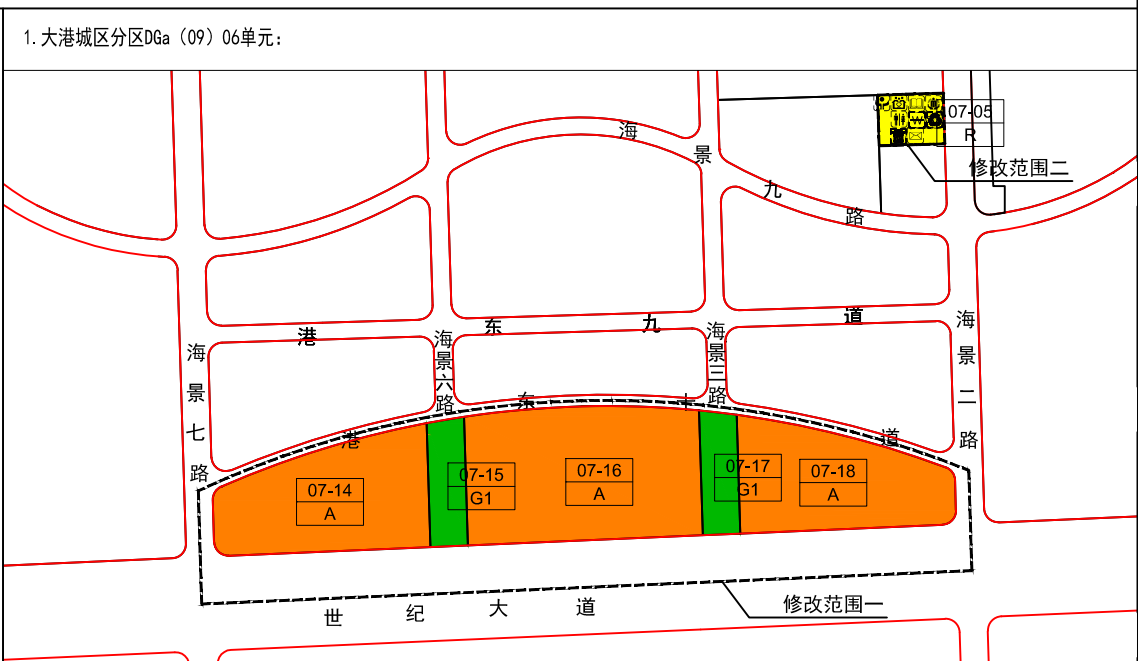 1.大港城区分区DGa（09）06单元：
07-05
R
修改范围二
海景九路
港东九道
海景七路
海景六路
海景三路
海景二路
港东十道
07-14
A
07-15
G1
07-16
A
07-17
G1
07-18
A
修改范围一
世纪大道